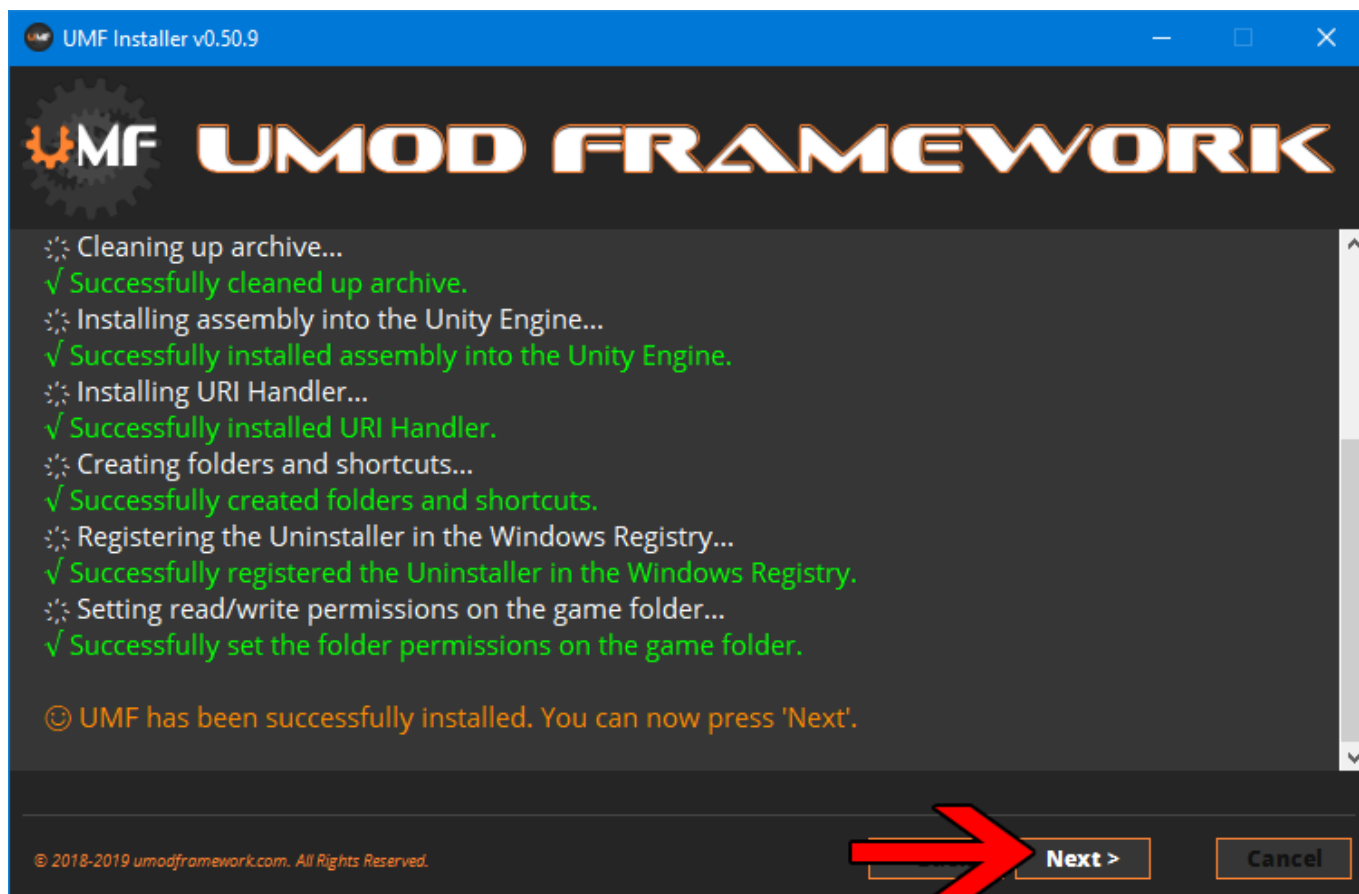 UMF Installer v0.50.9
UMF UMOD FRAMEWORK
Cleaning up archive...
√ Successfully cleaned up archive.
Installing assembly into the Unity Engine...
√ Successfully installed assembly into the Unity Engine.
Installing URI Handler...
√ Successfully installed URI Handler.
Creating folders and shortcuts...
√ Successfully created folders and shortcuts.
Registering the Uninstaller in the Windows Registry...
√ Successfully registered the Uninstaller in the Windows Registry.
Setting read/write permissions on the game folder...
√ Successfully set the folder permissions on the game folder.
☺ UMF has been successfully installed. You can now press 'Next'.
© 2018-2019 umodframework.com. All Rights Reserved.
Next >
Cancel